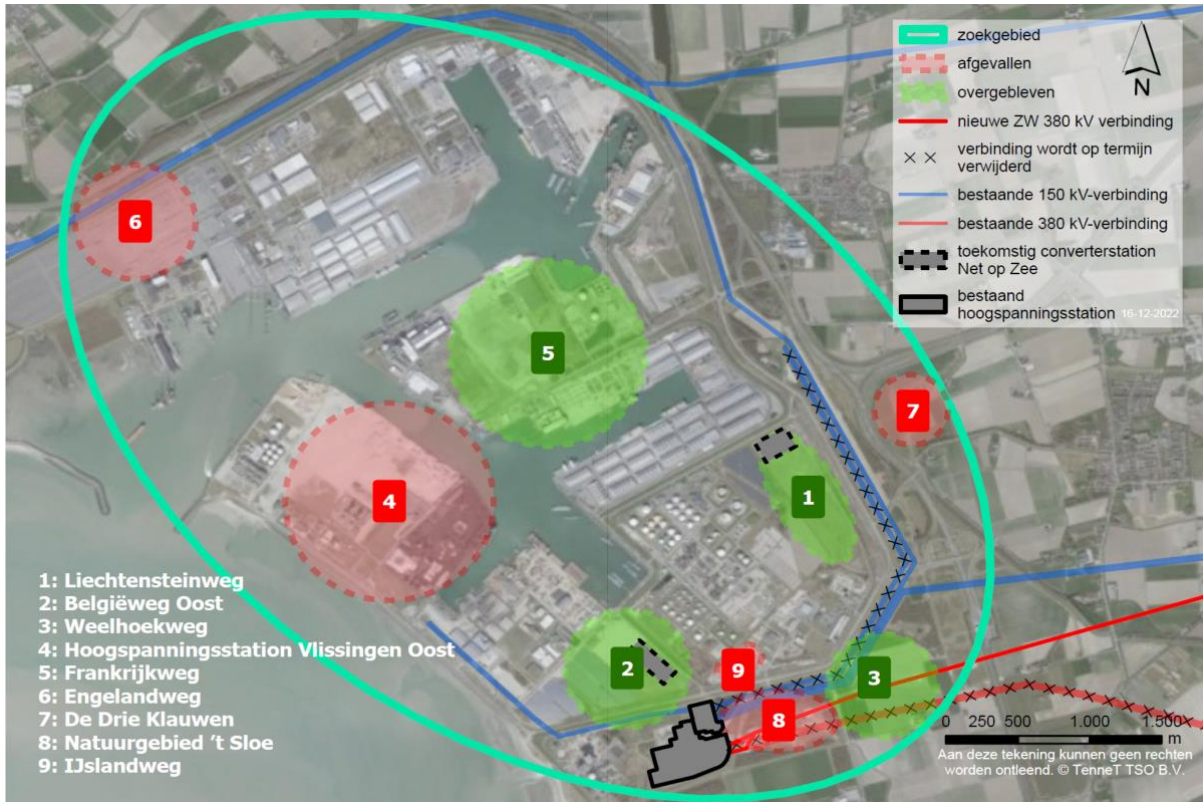 zoekgebied
afgevallen
overgebleven
nieuwe ZW 380 kV verbinding
verbinding wordt op termijn
verwijderd
bestaande 150 kV-verbinding
bestaande 380 kV-verbinding
toekomstig converterstation
Net op Zee
bestaand
hoogspanningsstation
16-12-2022
N
6
5
7
4
1
2
9
3
8
1: Liechtensteinweg
2: Belgiëweg Oost
3: Weelhoekweg
4: Hoogspanningsstation Vlissingen Oost
5: Frankrijkweg
6: Engelandweg
7: De Drie Klauwen
8: Natuurgebied 't Sloe
9: IJslandweg
0 250 500 1.000 1.500
m
Aan deze tekening kunnen geen rechten
worden ontleend. © TenneT TSO B.V.